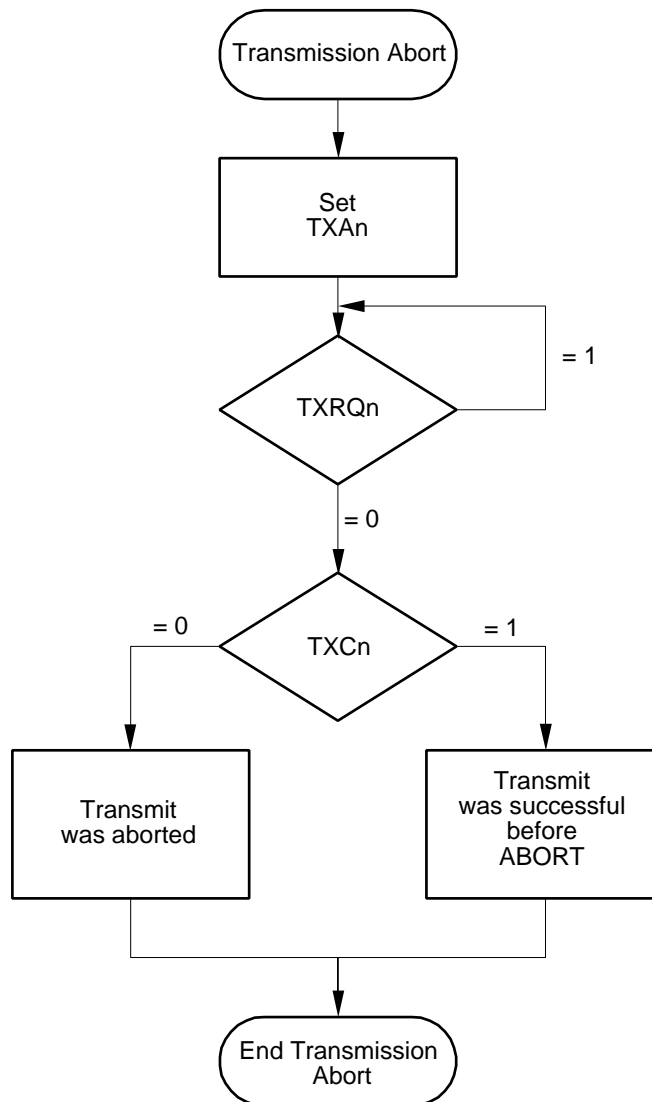 Transmission Abort
Set
TXAn
= 1
TXRQn
= 0
= 0
TXCn
= 1
Transmit
was aborted
Transmit
was successful
before
ABORT
End Transmission
Abort